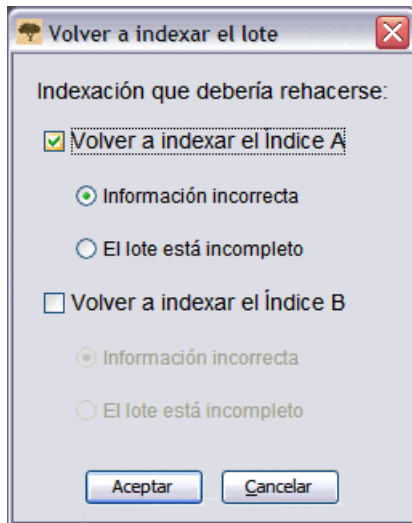 Volver a indexar el lote
Indexación que debería rehacerse:
Volver a indexar el Índice A
Información incorrecta
El lote está incompleto
Volver a indexar el Índice B
Información incorrecta
El lote está incompleto
Aceptar Cancelar